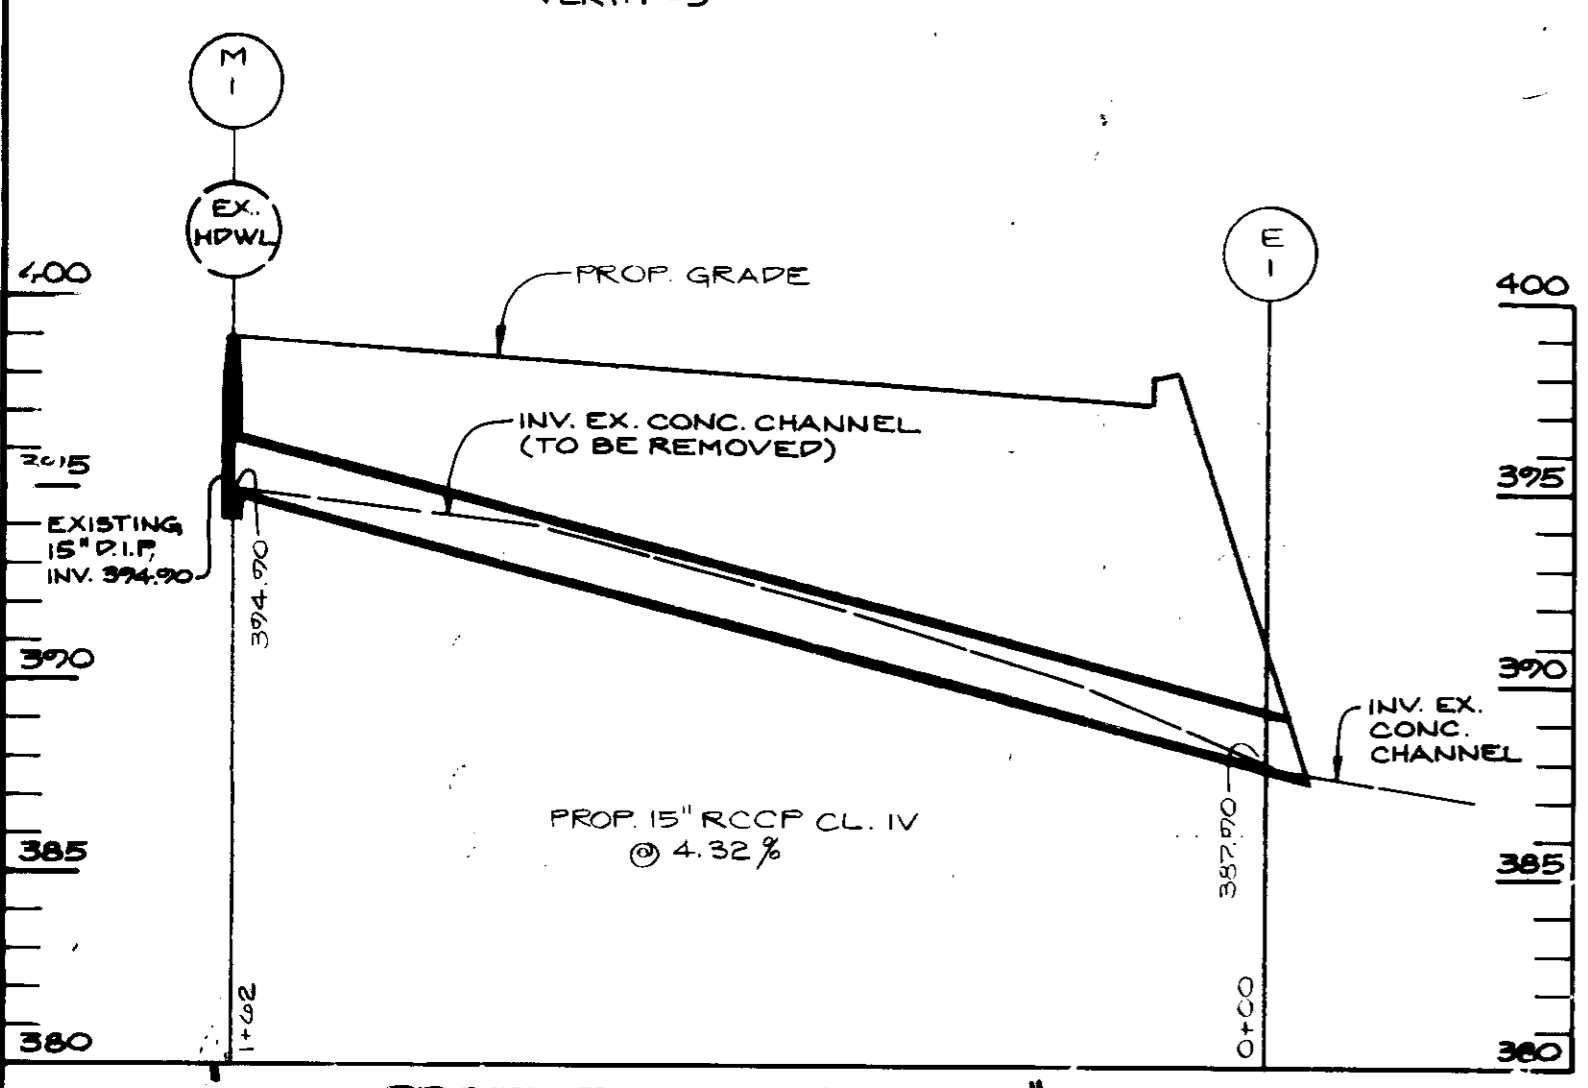 M
1
EX.
HDWL
E
1
400
PROP. GRADE
400
INV. EX. CONC. CHANNEL
(TO BE REMOVED)
395
EXISTING
15" D.I.P.
INV. 394.90
394.90
390
390
INV. EX.
CONC.
CHANNEL
PROP. 15" RCCP CL. IV
@ 4.32%
387.90
385
385
1+62
0+00
380
380